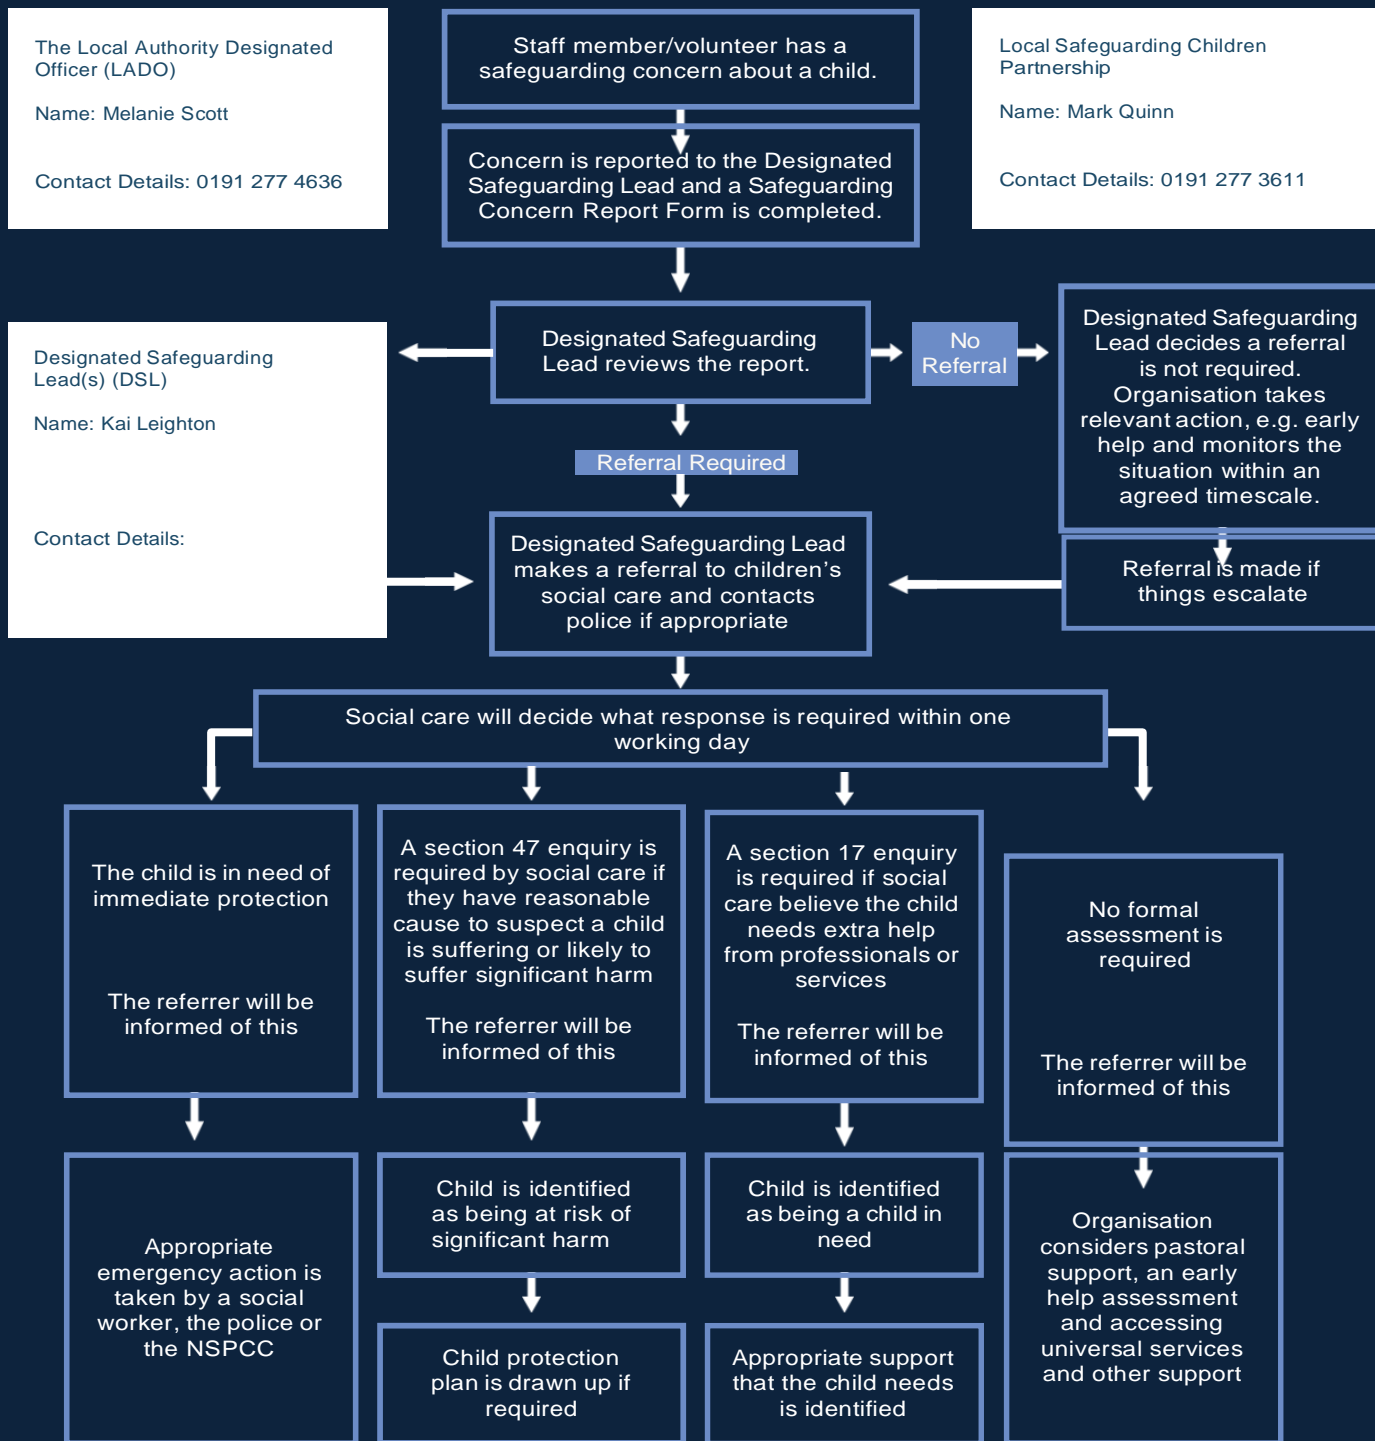 The Local Authority Designated
Officer (LADO)
Name: Melanie Scott
Contact Details: 0191 277 4636
Staff member/volunteer has a
safeguarding concern about a child.
Local Safeguarding Children
Partnership
Name: Mark Quinn
Contact Details: 0191 277 3611
Concern is reported to the Designated
Safeguarding Lead and a Safeguarding
Concern Report Form is completed.
Designated Safeguarding
Lead(s) (DSL)
Name: Kai Leighton
Contact Details:
Designated Safeguarding
Lead reviews the report.
No
Referral
Designated Safeguarding
Lead decides a referral
is not required.
Organisation takes
relevant action, e.g. early
help and monitors the
situation within an
agreed timescale.
Referral Required
Designated Safeguarding Lead
makes a referral to children’s
social care and contacts
police if appropriate
Referral is made if
things escalate
Social care will decide what response is required within one
working day
The child is in need of
immediate protection
The referrer will be
informed of this
A section 47 enquiry is
required by social care if
they have reasonable
cause to suspect a child
is suffering or likely to
suffer significant harm
The referrer will be
informed of this
A section 17 enquiry
is required if social
care believe the child
needs extra help
from professionals or
services
The referrer will be
informed of this
No formal
assessment is
required
The referrer will be
informed of this
Appropriate
emergency action is
taken by a social
worker, the police or
the NSPCC
Child is identified
as being at risk of
significant harm
Child protection
plan is drawn up if
required
Child is identified
as being a child in
need
Appropriate support
that the child needs
is identified
Organisation
considers pastoral
support, an early
help assessment
and accessing
universal services
and other support